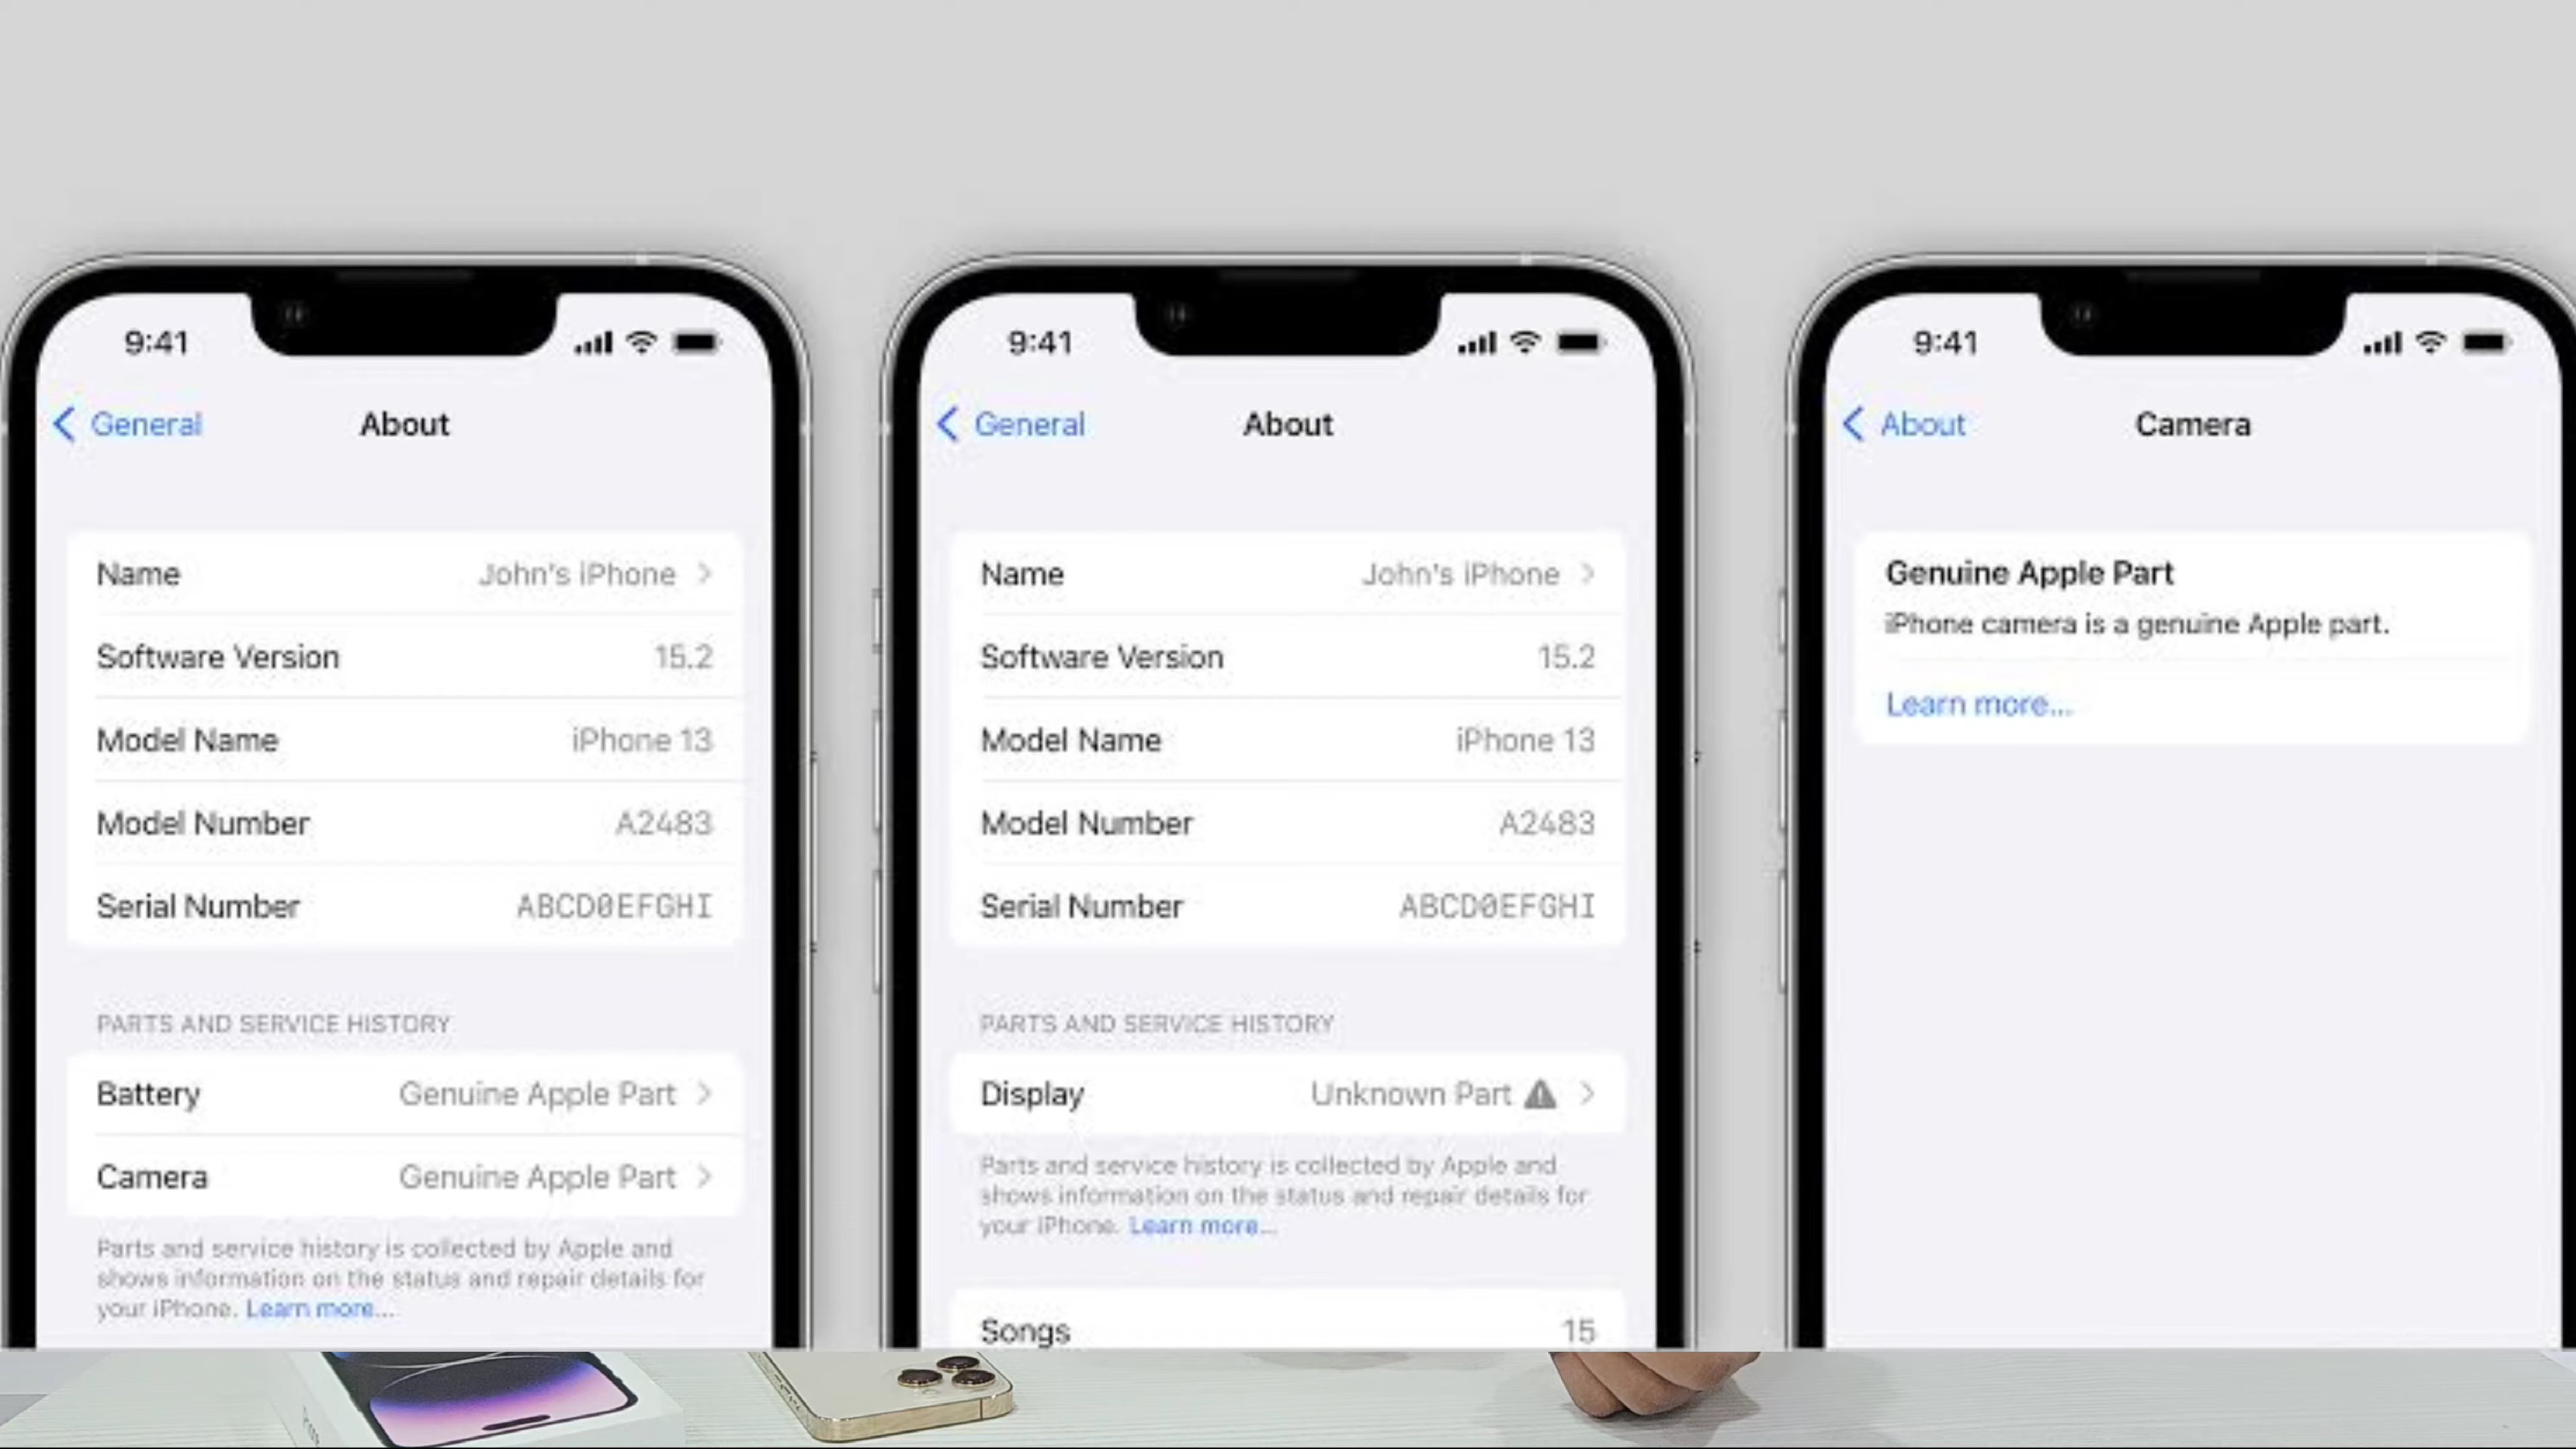 9:41
General
About
Name
John's iPhone
Software Version
15.2
Model Name
iPhone 13
Model Number
A2483
Serial Number
ABCD0EFGHI
PARTS AND SERVICE HISTORY
Battery
Genuine Apple Part
Camera
Genuine Apple Part
Parts and service history is collected by Apple and
shows information on the status and repair details for
your iPhone. Learn more...
9:41
General
About
Name
John's iPhone
Software Version
15.2
Model Name
iPhone 13
Model Number
A2483
Serial Number
ABCD0EFGHI
PARTS AND SERVICE HISTORY
Display
Unknown Part
Parts and service history is collected by Apple and
shows information on the status and repair details for
your iPhone. Learn more...
Songs
15
9:41
About
Camera
Genuine Apple Part
iPhone camera is a genuine Apple part.
Learn more...